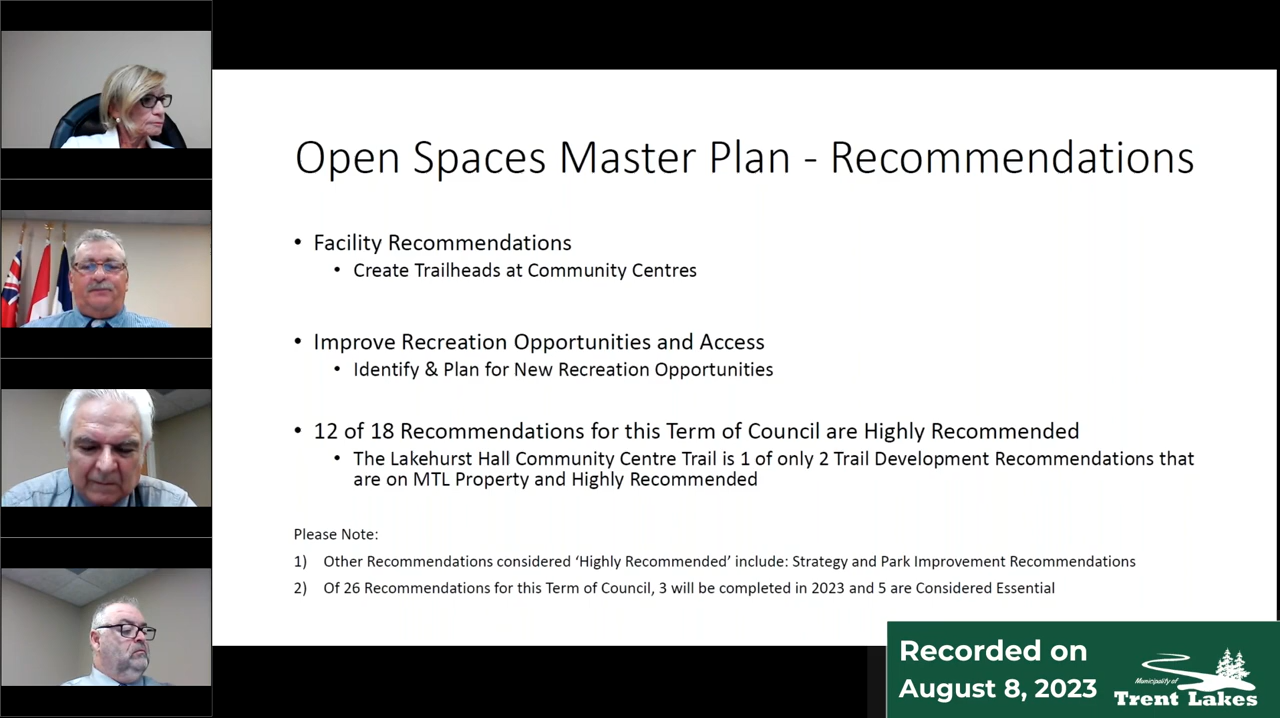 Open Spaces Master Plan - Recommendations
• Facility Recommendations
• Create Trailheads at Community Centres
• Improve Recreation Opportunities and Access
• Identify & Plan for New Recreation Opportunities
• 12 of 18 Recommendations for this Term of Council are Highly Recommended
• The Lakehurst Hall Community Centre Trail is 1 of only 2 Trail Development Recommendations that
are on MTL Property and Highly Recommended
Please Note:
1) Other Recommendations considered ‘Highly Recommended’ include: Strategy and Park Improvement Recommendations
2) Of 26 Recommendations for this Term of Council, 3 will be completed in 2023 and 5 are Considered Essential
Recorded on
August 8, 2023
Municipality of
Trent Lakes